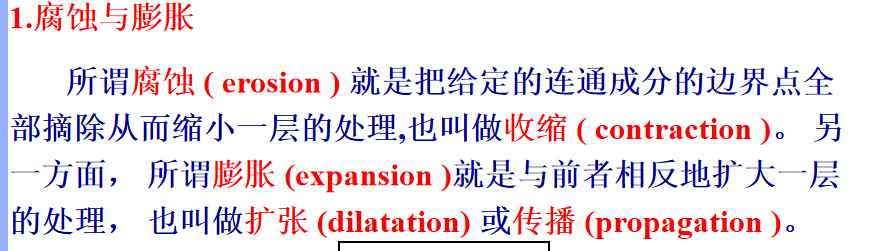 1.腐蚀与膨胀
所谓腐蚀 ( erosion ) 就是把给定的连通成分的边界点全
部摘除从而缩小一层的处理,也叫做收缩 ( contraction )。 另
一方面， 所谓膨胀 (expansion )就是与前者相反地扩大一层
的处理， 也叫做扩张 (dilatation) 或传播 (propagation )。